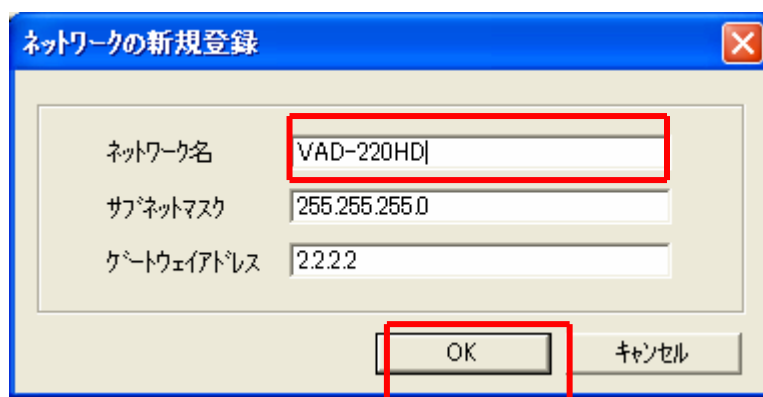 ネットワークの新規登録
ネットワーク名 VAD-220HD
サブネットマスク 255.255.255.0
ゲートウェイアドレス 2.2.2.2
OK キャンセル